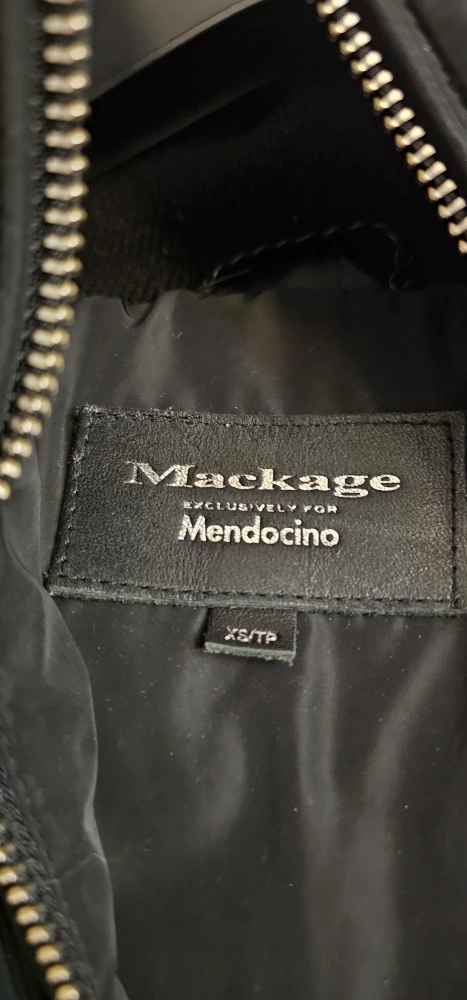 Mackage
EXCLUSIVELY FOR
Mendocino
XS/TP